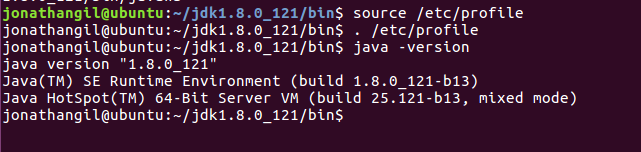 jonathangil@ubuntu:~/jdk1.8.0_121/bin$ source /etc/profile
jonathangil@ubuntu:~/jdk1.8.0_121/bin$ . /etc/profile
jonathangil@ubuntu:~/jdk1.8.0_121/bin$ java -version
java version "1.8.0_121"
Java(TM) SE Runtime Environment (build 1.8.0_121-b13)
Java HotSpot(TM) 64-Bit Server VM (build 25.121-b13, mixed mode)
jonathangil@ubuntu:~/jdk1.8.0_121/bin$